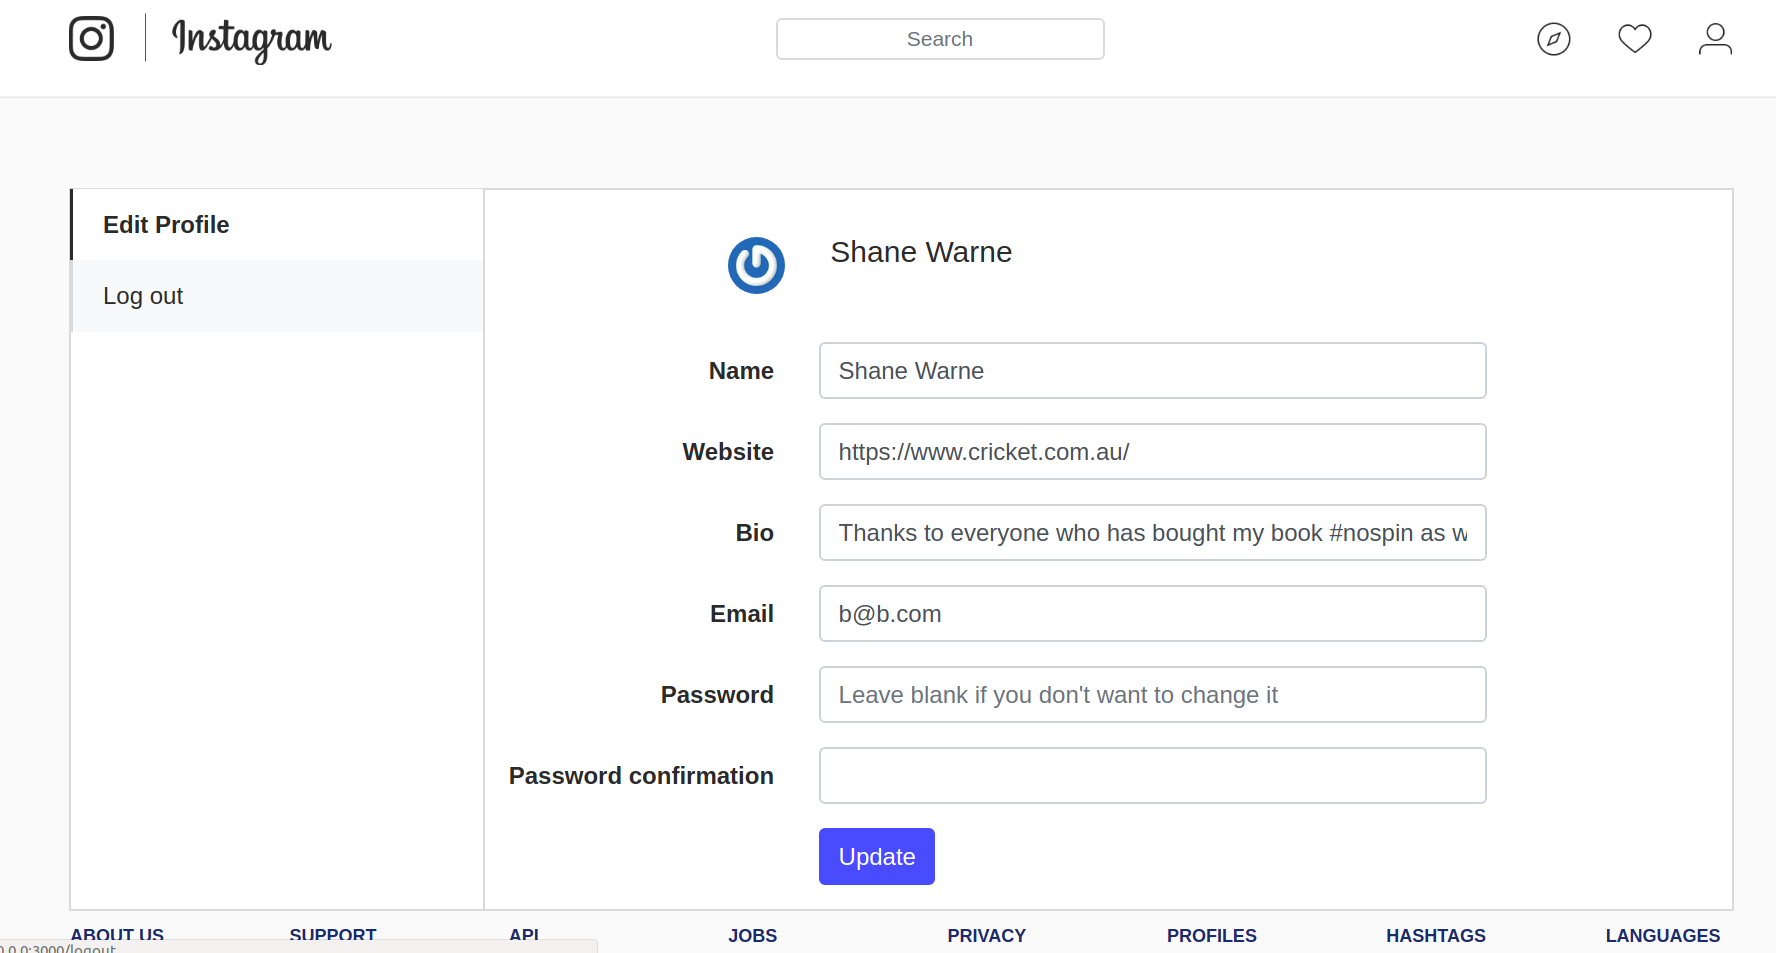 Instagram
Search
Edit Profile
Log out
Shane Warne
Name
Shane Warne
Website
https://www.cricket.com.au/
Bio
Thanks to everyone who has bought my book #nospin as w
Email
b@b.com
Password
Leave blank if you don't want to change it
Password confirmation
Update
ABOUT US SUPPORT API JOBS PRIVACY PROFILES HASHTAGS LANGUAGES
0.0.0:3000/logout